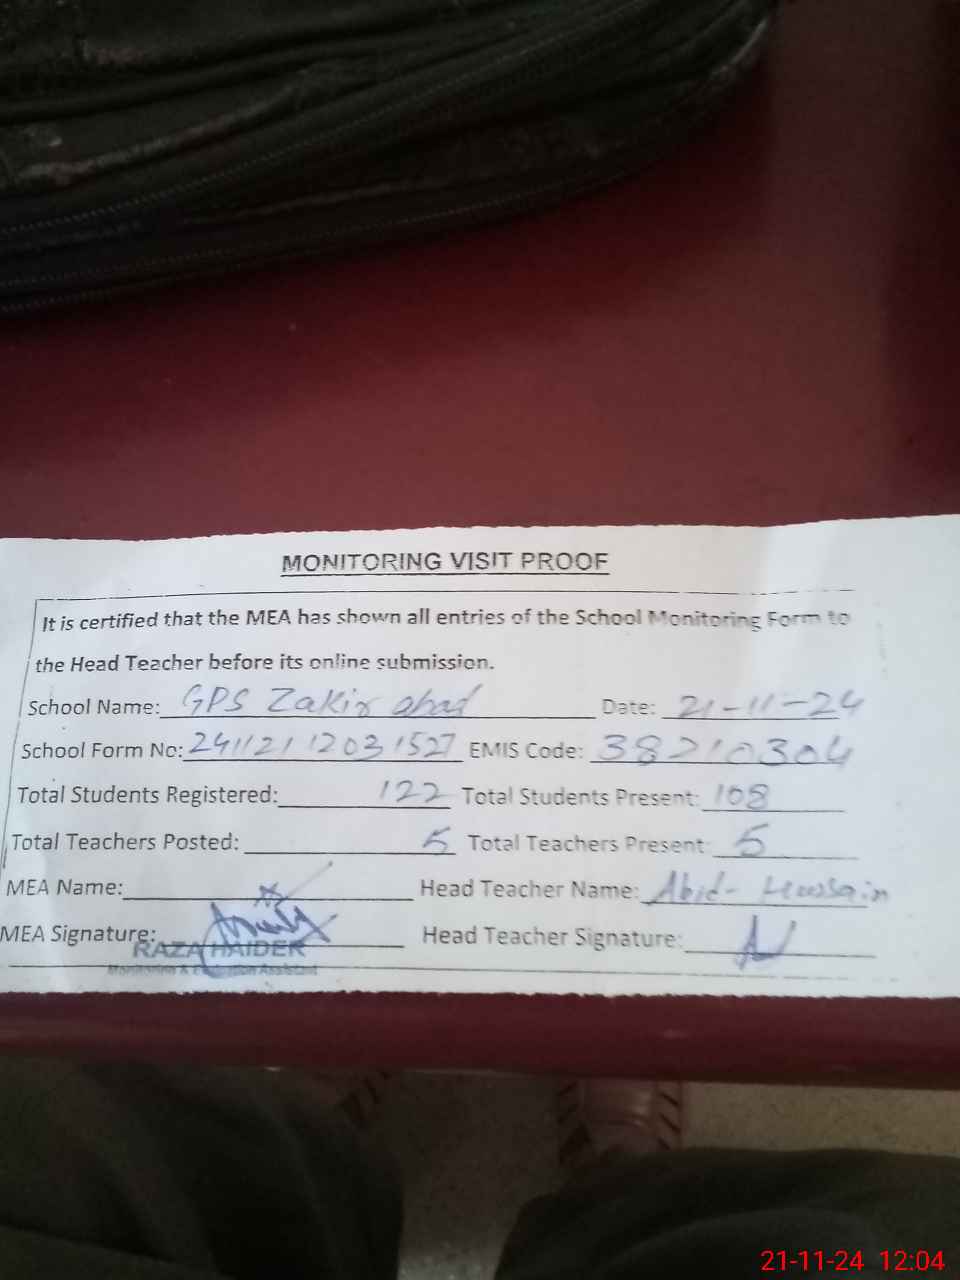 MONITORING VISIT PROOF
It is certified that the MEA has shown all entries of the School Monitoring Form to
the Head Teacher before its online submission.
School Name: GPS Zakir abad Date: 21-11-24
School Form No: 24112112031527 EMIS Code: 38210304
Total Students Registered: 122 Total Students Present: 108
Total Teachers Posted: 5 Total Teachers Present: 5
MEA Name: Head Teacher Name: Abid Hussain
MEA Signature: Head Teacher Signature:
RAZA HAIDER
Monitoring & Evaluation Assistant
21-11-24 12:04